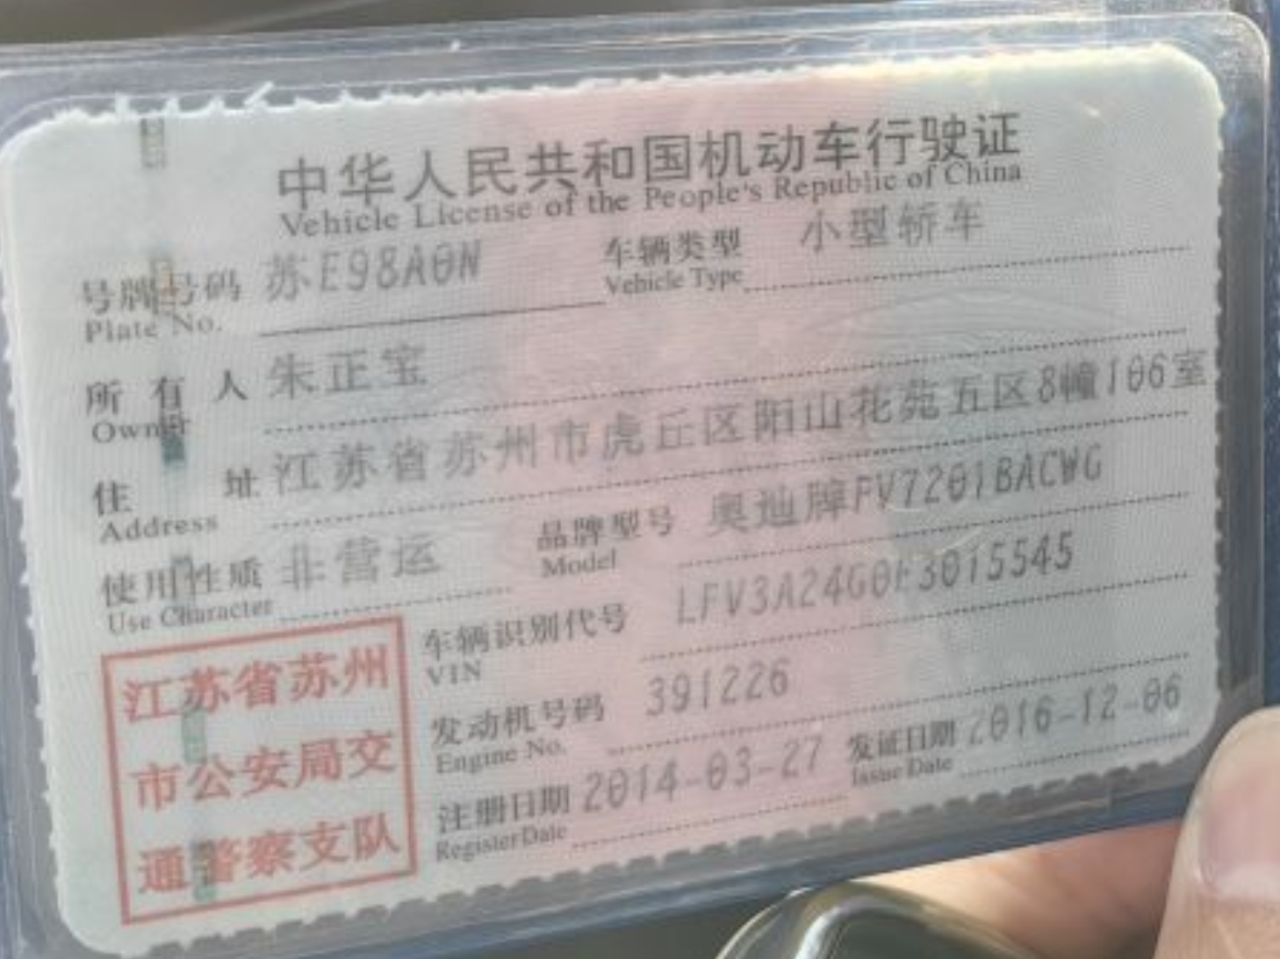 中华人民共和国机动车行驶证
Vehicle License of the People's Republic of China
号牌号码 苏E98A0N 车辆类型 小型轿车
Plate No. Vehicle Type
所有人 朱正宝
Owner
住址 江苏省苏州市虎丘区阳山花苑五区8幢106室
Address
使用性质 非营运 品牌型号 奥迪牌FV7201BACWG
Use Character Model
车辆识别代号 LFV3A24G0E3015545
VIN
发动机号码 391226
Engine No.
注册日期 2014-03-27 发证日期 2016-12-06
Register Date Issue Date
江苏省苏州
市公安局交
通警察支队